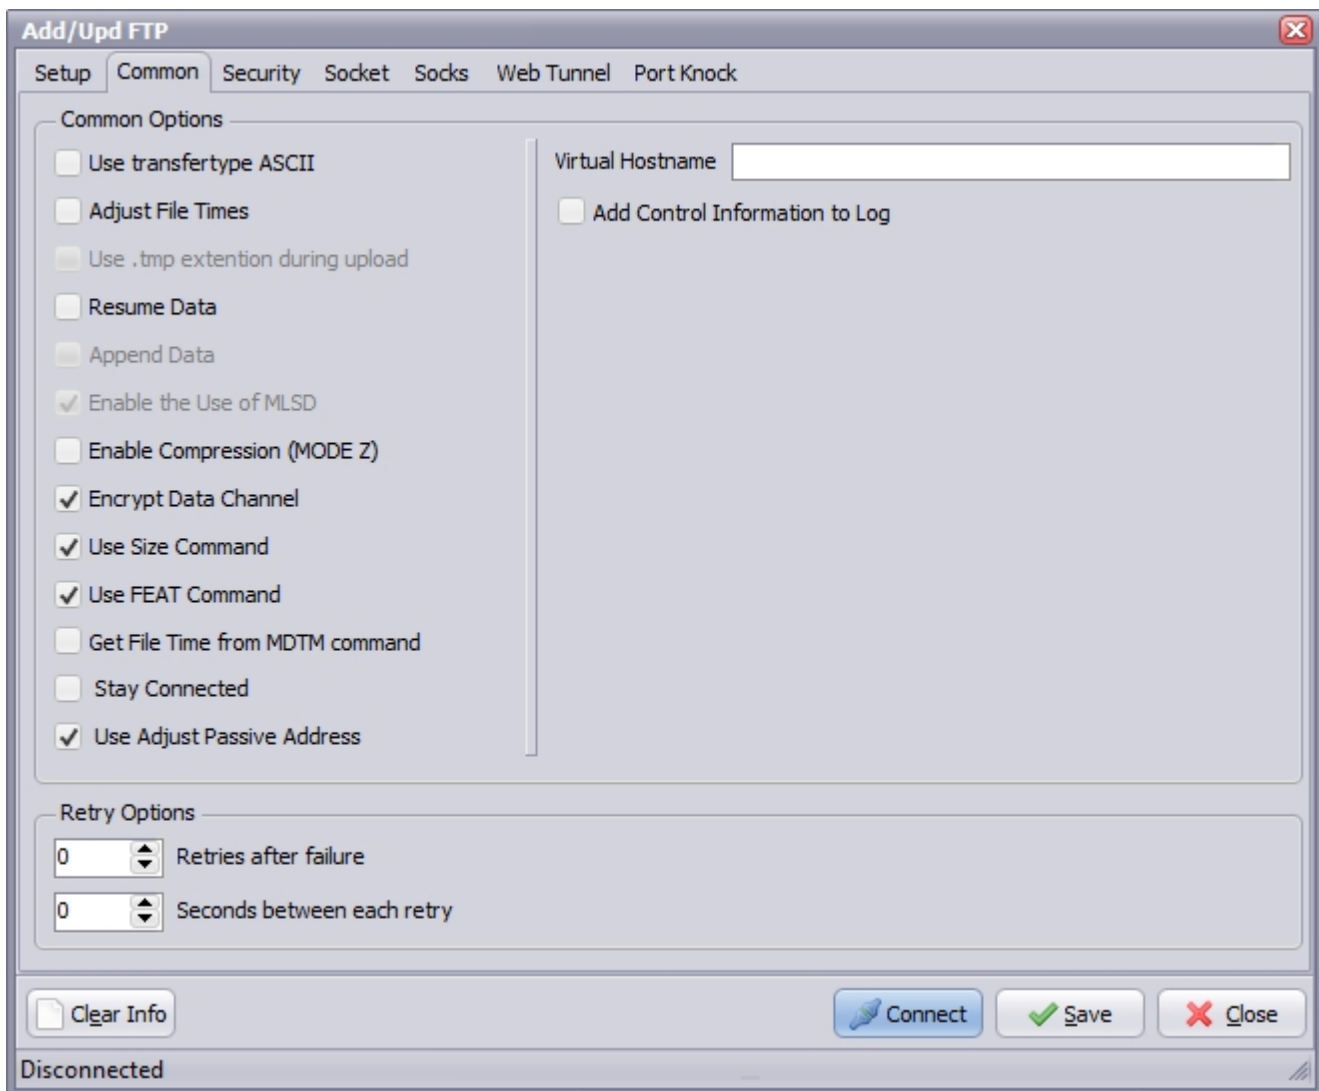 Add/Upd FTP
Setup Common Security Socket Socks Web Tunnel Port Knock
Common Options
Use transfertype ASCII
Adjust File Times
Use .tmp extention during upload
Resume Data
Append Data
Enable the Use of MLSD
Enable Compression (MODE Z)
Encrypt Data Channel
Use Size Command
Use FEAT Command
Get File Time from MDTM command
Stay Connected
Use Adjust Passive Address
Virtual Hostname
Add Control Information to Log
Retry Options
0 Retries after failure
0 Seconds between each retry
Clear Info Connect Save Close
Disconnected